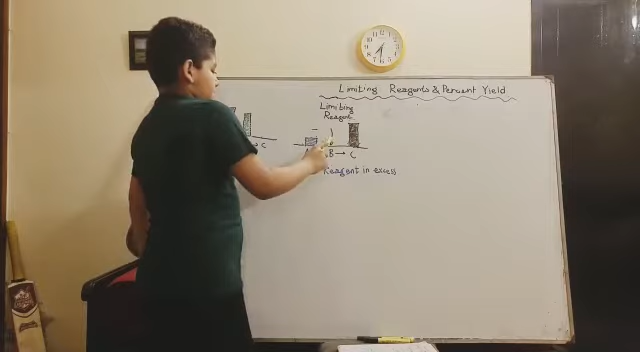 Limiting Reagents & Percent Yield
Limiting
Reagent
B → C
→ C
Reagent in excess